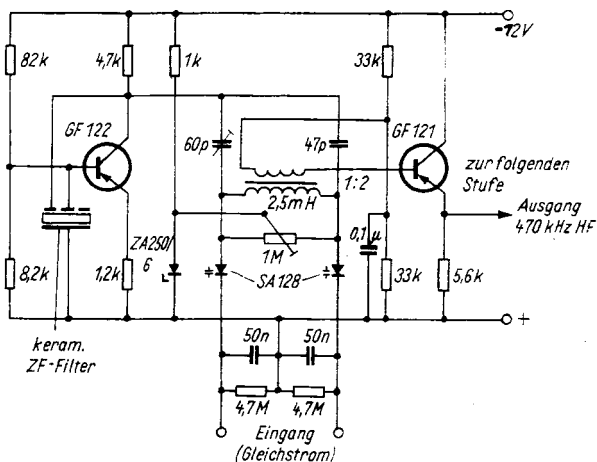 -12V
82k
4,7k
1k
33k
GF 122
60p
47p
GF 121
1:2
2,5mH
zur folgenden
Stufe
Ausgang
470 kHz HF
8,2k
1,2k
ZA250/
6
1M
SA128
0,1µ
33k
5,6k
+
keram.
ZF-Filter
50n
50n
4,7M
4,7M
Eingang
(Gleichstrom)